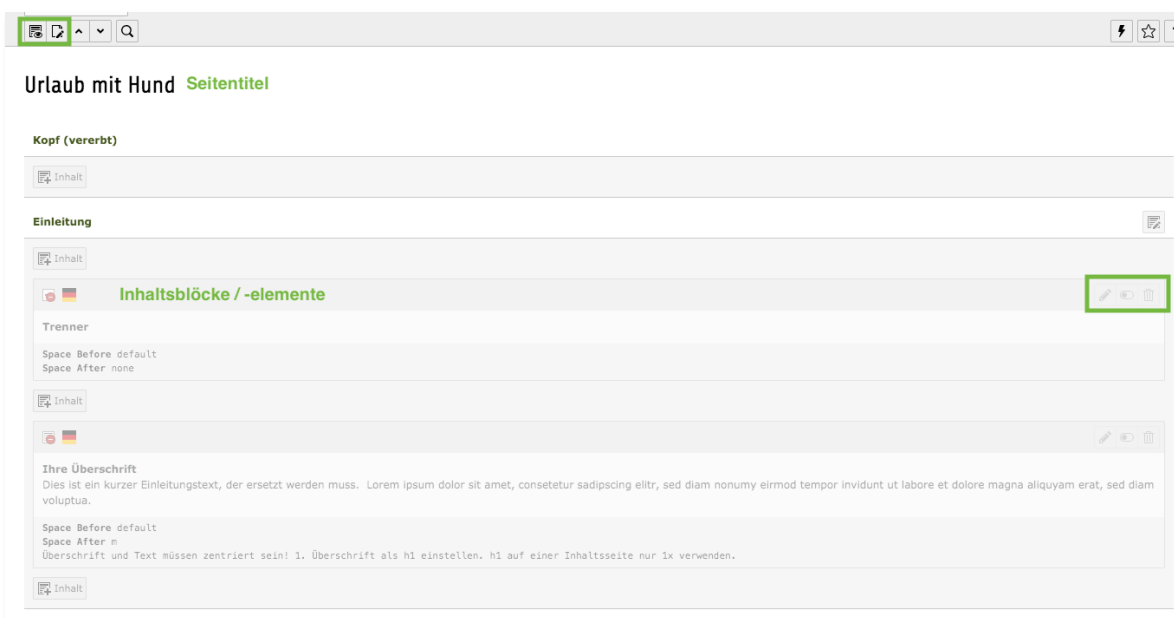 Urlaub mit Hund Seitentitel
Kopf (vererbt)
Inhalt
Einleitung
Inhalt
Inhaltsblöcke / -elemente
Trenner
Space Before default
Space After none
Inhalt
Ihre Überschrift
Dies ist ein kurzer Einleitungstext, der ersetzt werden muss. Lorem ipsum dolor sit amet, consetetur sadipscing elitr, sed diam nonumy eirmod tempor invidunt ut labore et dolore magna aliquyam erat, sed diam
voluptua.
Space Before default
Space After m
Überschrift und Text müssen zentriert sein! 1. Überschrift als h1 einstellen. h1 auf einer Inhaltsseite nur 1x verwenden.
Inhalt